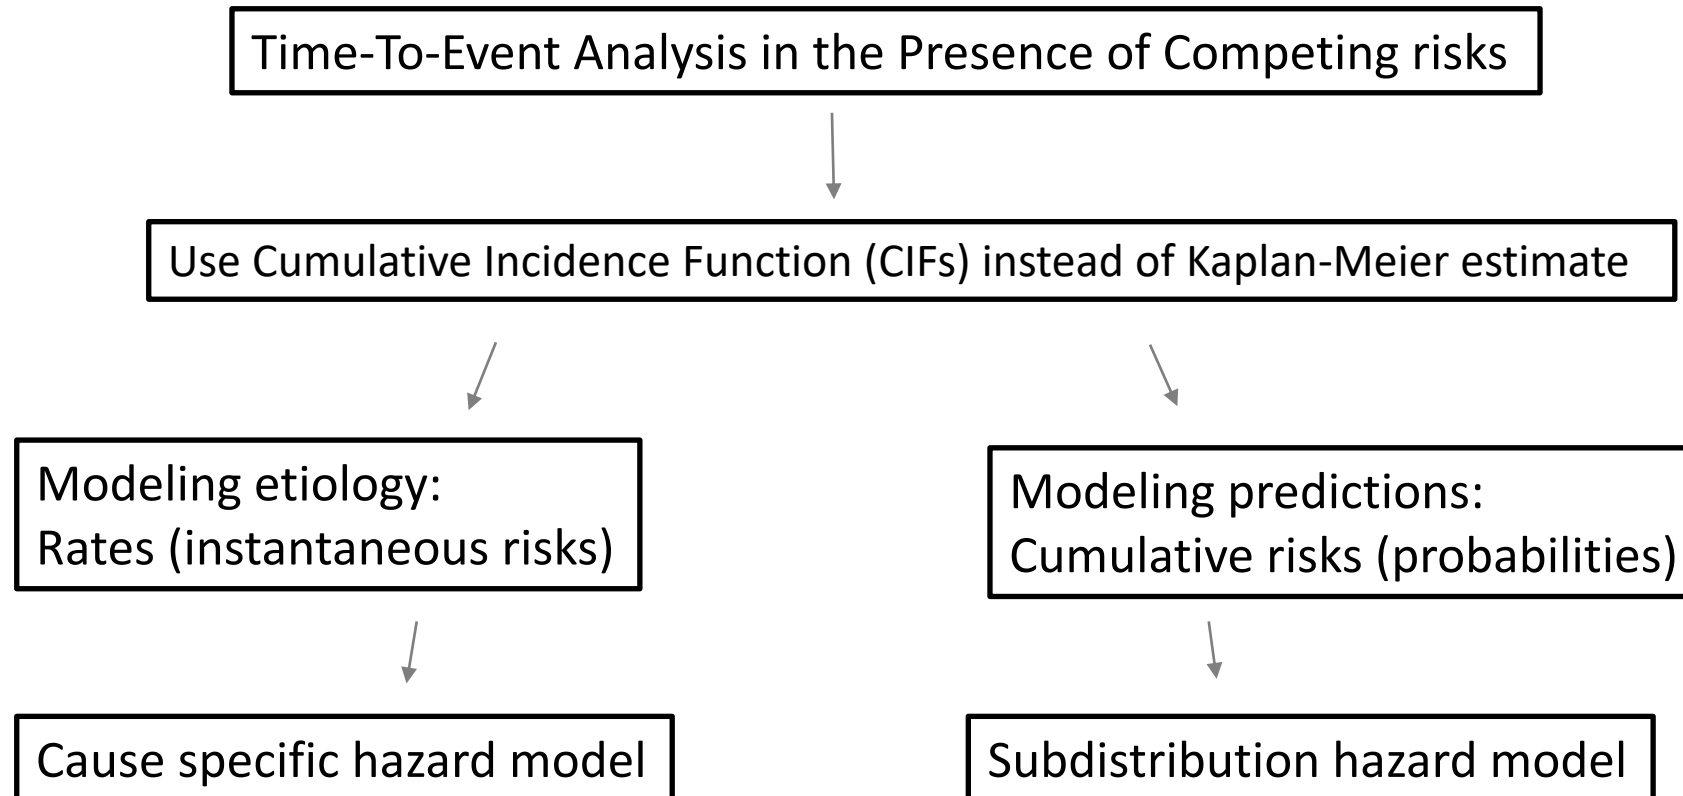 Time-To-Event Analysis in the Presence of Competing risks
Use Cumulative Incidence Function (CIFs) instead of Kaplan-Meier estimate
Modeling etiology:
Rates (instantaneous risks)
Modeling predictions:
Cumulative risks (probabilities)
Cause specific hazard model
Subdistribution hazard model